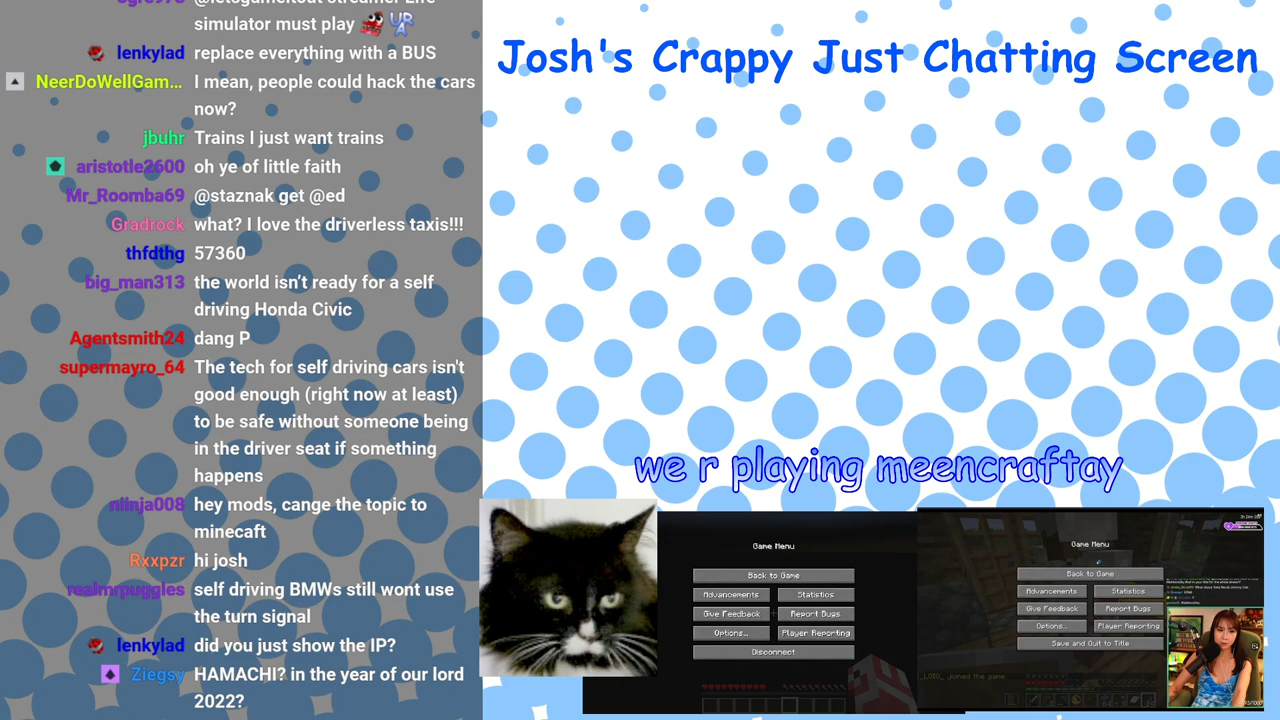 @letsgameitout streamer Life
simulator must play
lenkylad replace everything with a BUS
NeerDoWellGam... I mean, people could hack the cars
now?
jbuhr Trains I just want trains
aristotle2600 oh ye of little faith
Mr_Roomba69 @staznak get @ed
Gradrock what? I love the driverless taxis!!!
thfdthg 57360
big_man313 the world isn't ready for a self
driving Honda Civic
Agentsmith24 dang P
supermayro_64 The tech for self driving cars isn't
good enough (right now at least)
to be safe without someone being
in the driver seat if something
happens
niinja008 hey mods, cange the topic to
minecaft
Rxxpzr hi josh
realmrpuggles self driving BMWs still wont use
the turn signal
lenkylad did you just show the IP?
Ziegsy HAMACHI? in the year of our lord
2022?
Josh's Crappy Just Chatting Screen
we r playing meencraftay
Game Menu
Back to Game
Advancements Statistics
Give Feedback Report Bugs
Options... Player Reporting
Disconnect
Game Menu
Back to Game
Advancements Statistics
Give Feedback Report Bugs
Options... Player Reporting
Save and Quit to Title
joined the game